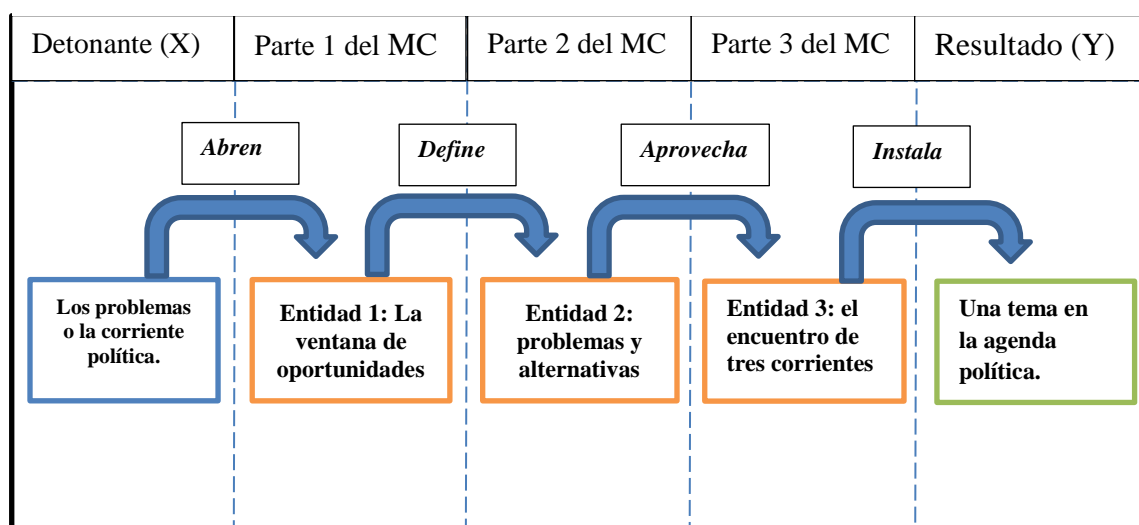 Detonante (X)
Parte 1 del MC
Parte 2 del MC
Parte 3 del MC
Resultado (Y)
Abren
Define
Aprovecha
Instala
Los problemas
o la corriente
política.
Entidad 1: La
ventana de
oportunidades
Entidad 2:
problemas y
alternativas
Entidad 3: el
encuentro de
tres corrientes
Una tema en
la agenda
política.